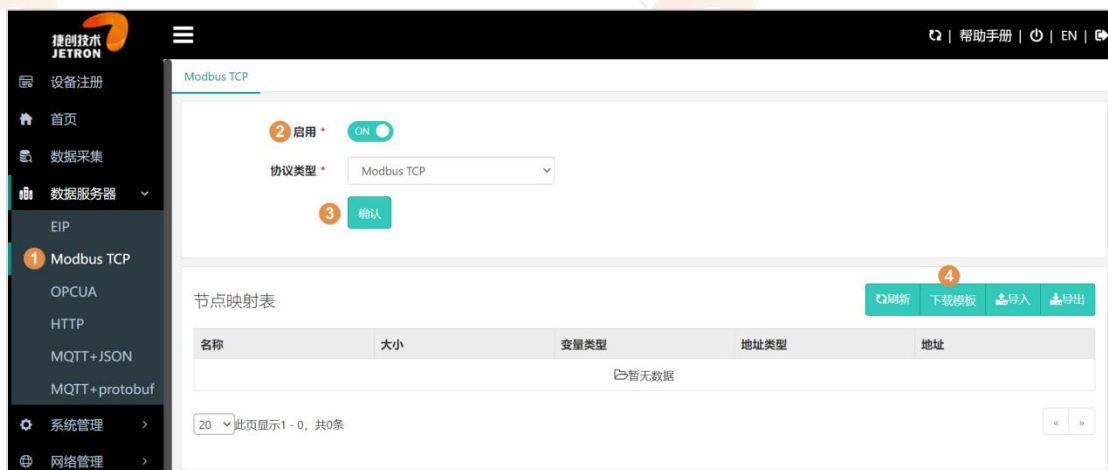 捷创技术
JETRON
| 帮助手册 | | EN |
设备注册
首页
数据采集
数据服务器
EIP
1 Modbus TCP
OPCUA
HTTP
MQTT+JSON
MQTT+protobuf
系统管理
网络管理
Modbus TCP
2 启用 * ON
协议类型 * Modbus TCP
3 确认
4
节点映射表
刷新 下载模板 导入 导出
名称 大小 变量类型 地址类型 地址
暂无数据
20 此页显示1 - 0，共0条 « »